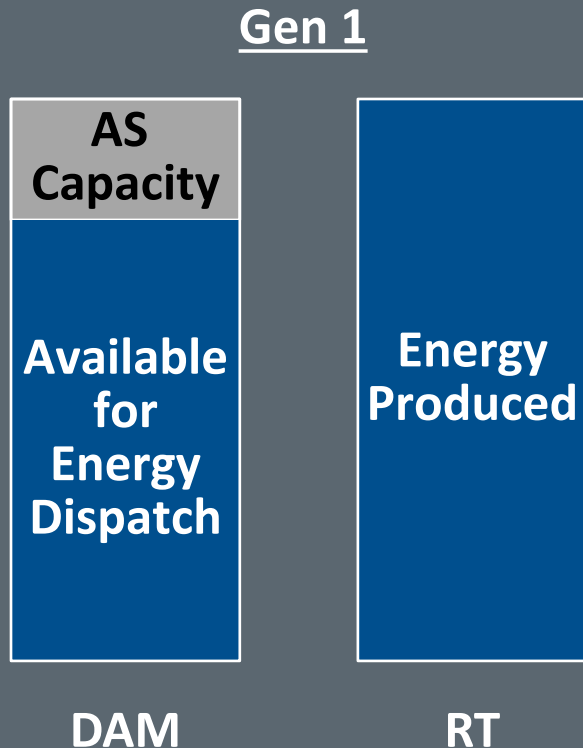 Gen 1
AS
Capacity
Available
for
Energy
Dispatch
Energy
Produced
DAM
RT